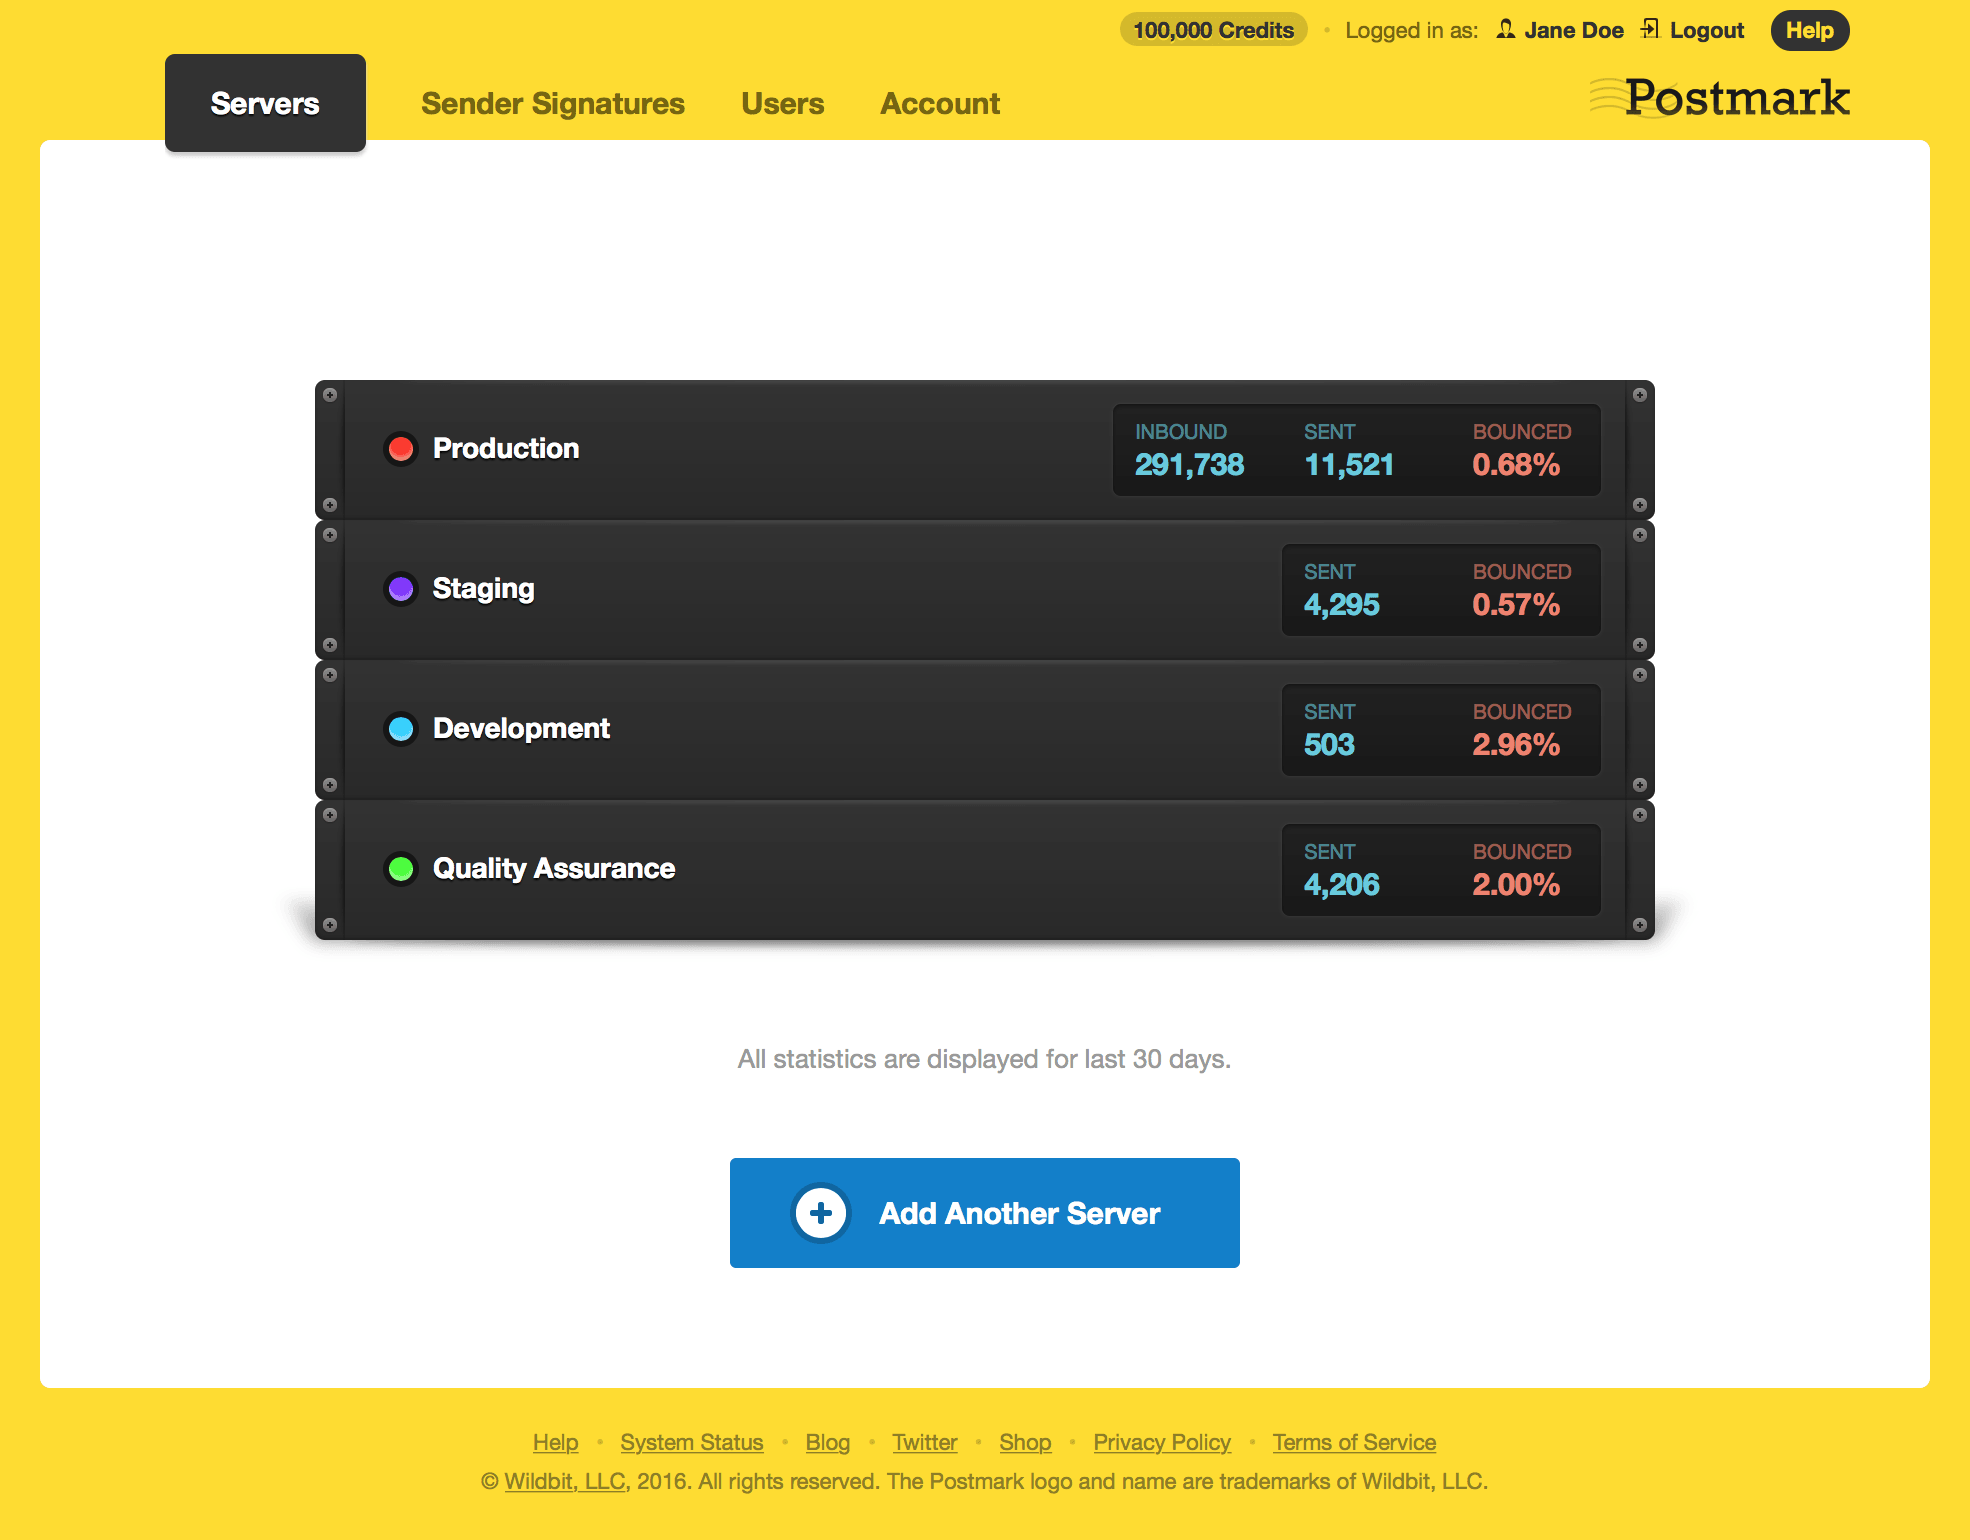 100,000 Credits • Logged in as: Jane Doe Logout Help
Servers Sender Signatures Users Account Postmark
Production INBOUND 291,738 SENT 11,521 BOUNCED 0.68%
Staging SENT 4,295 BOUNCED 0.57%
Development SENT 503 BOUNCED 2.96%
Quality Assurance SENT 4,206 BOUNCED 2.00%
All statistics are displayed for last 30 days.
Add Another Server
Help • System Status • Blog • Twitter • Shop • Privacy Policy • Terms of Service
© Wildbit, LLC, 2016. All rights reserved. The Postmark logo and name are trademarks of Wildbit, LLC.